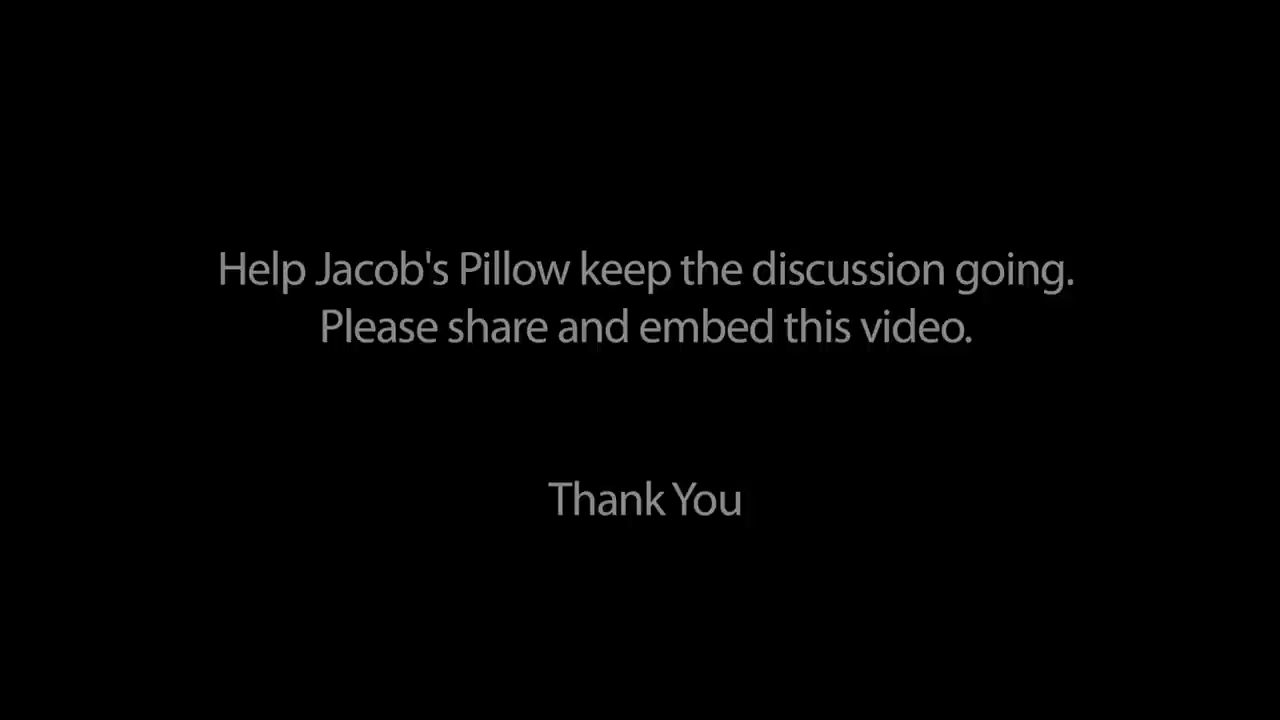 Help Jacob's Pillow keep the discussion going.
Please share and embed this video.
Thank You